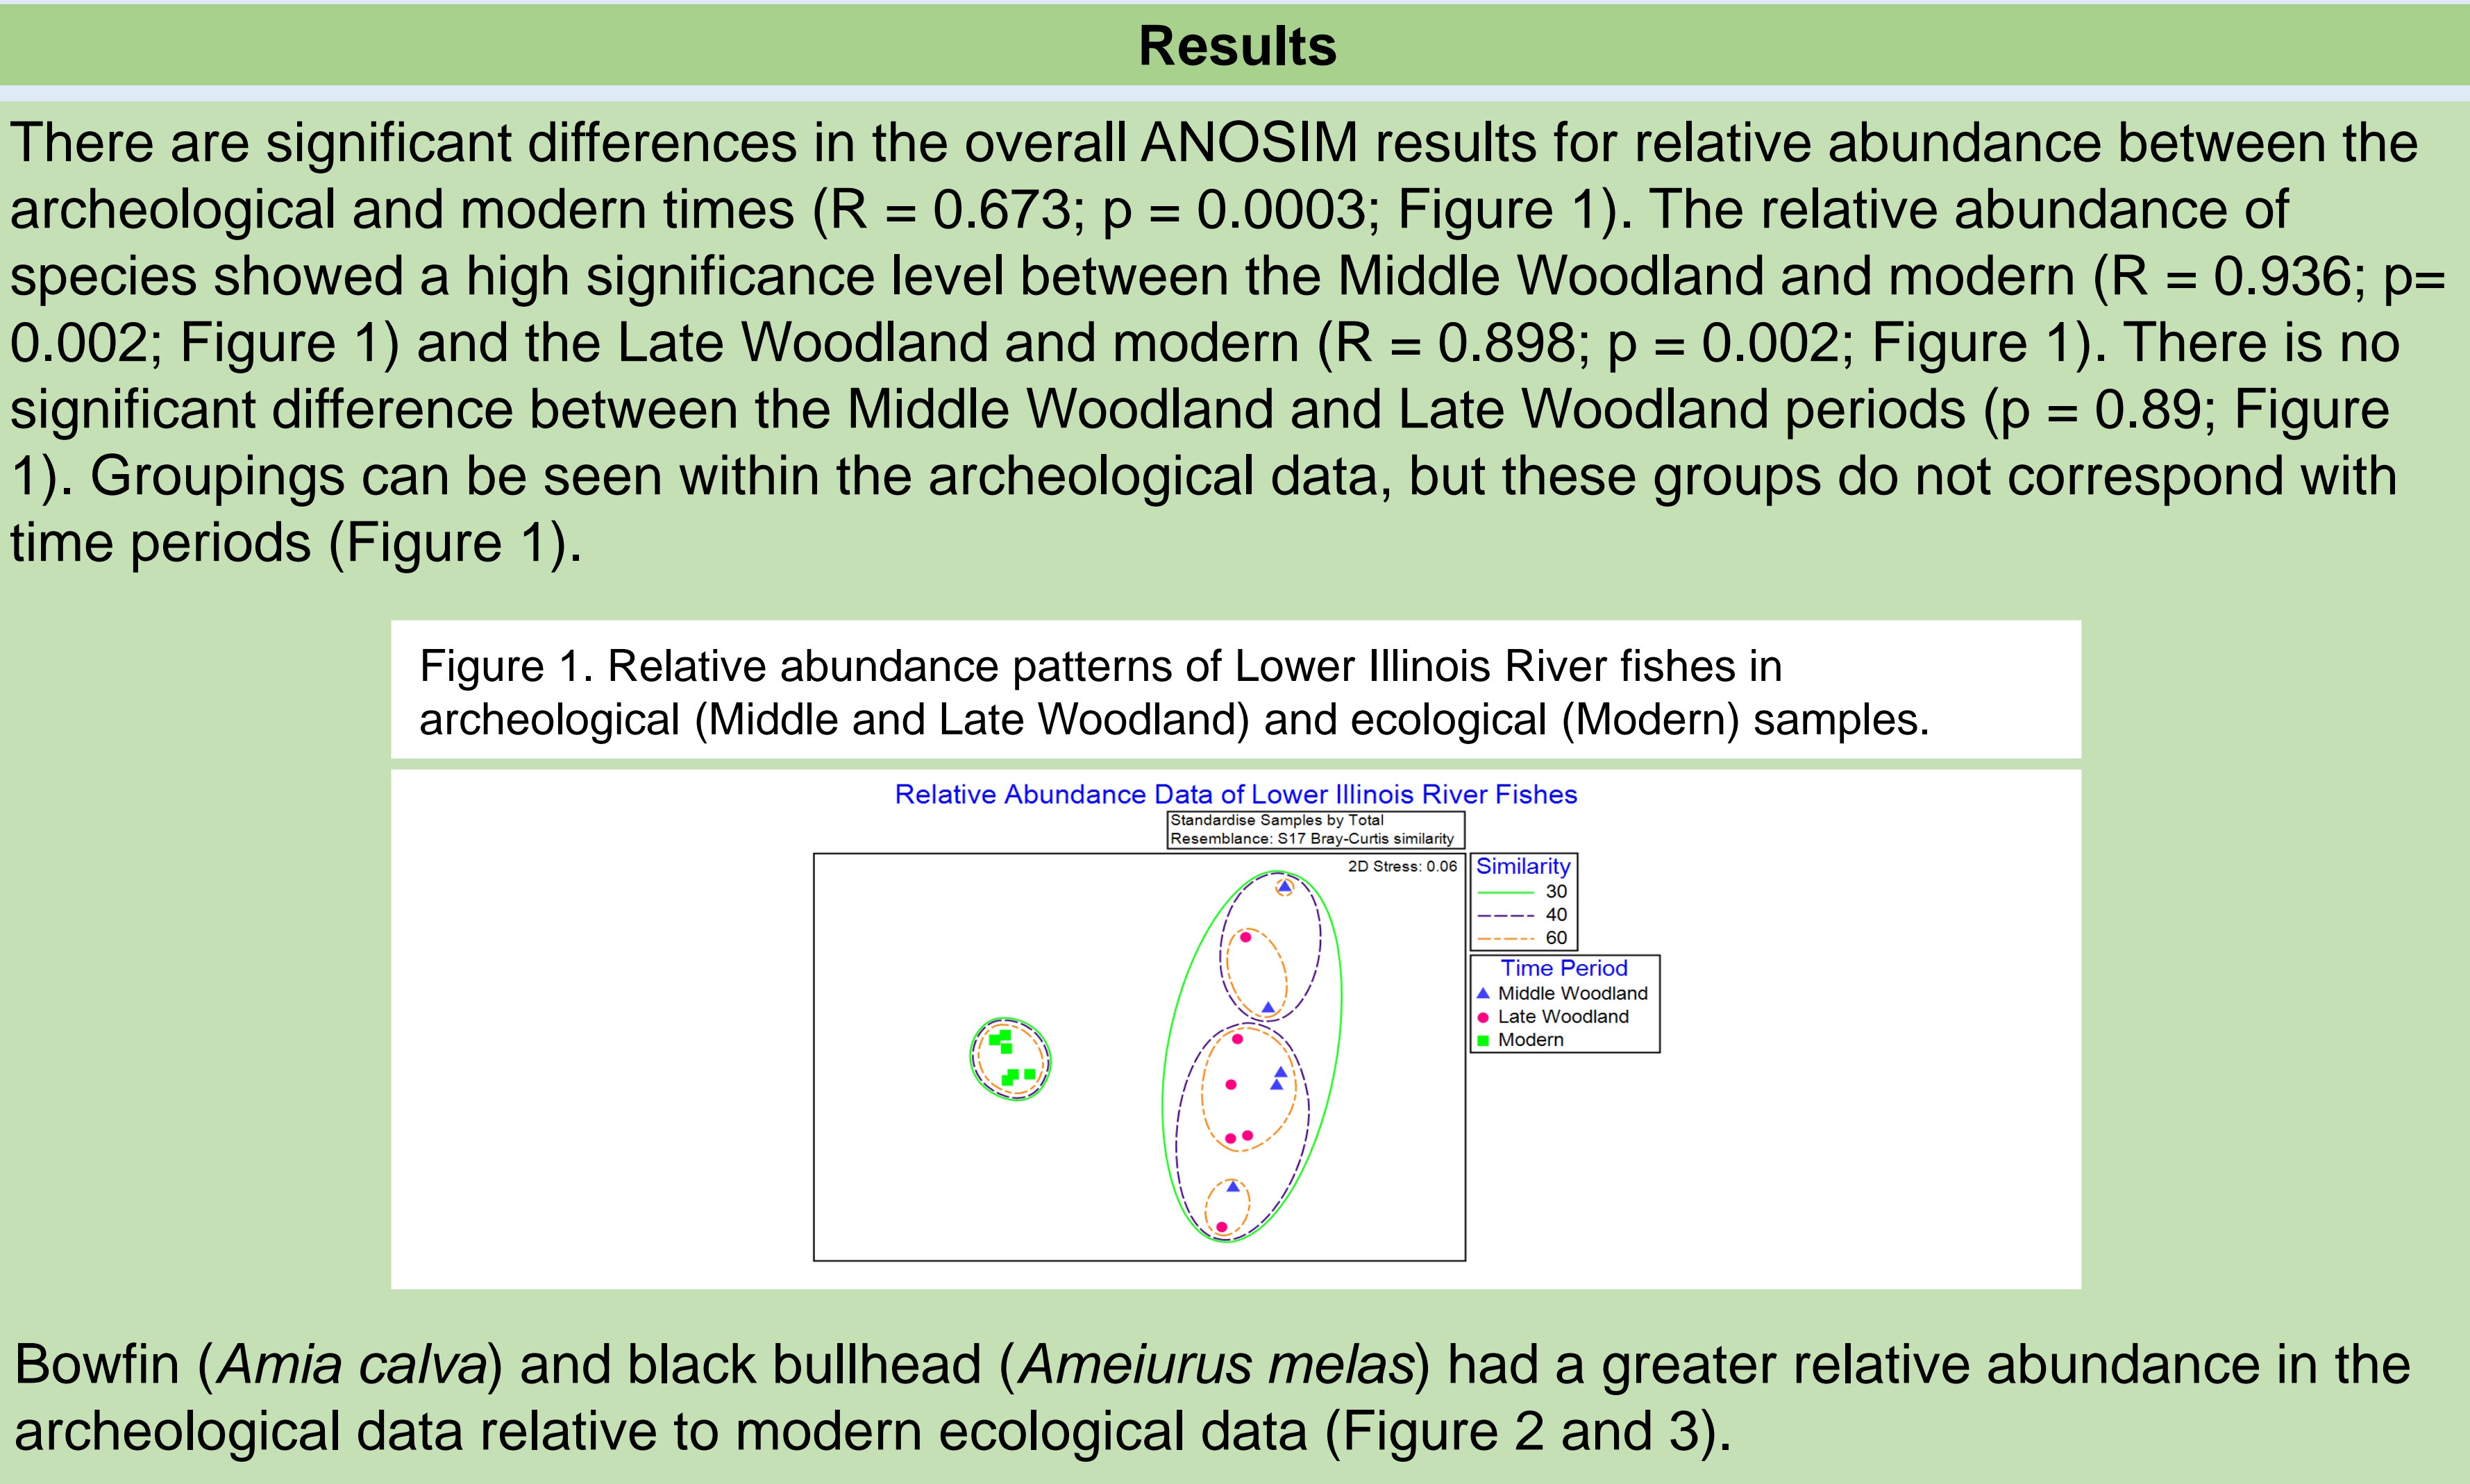 Results
There are significant differences in the overall ANOSIM results for relative abundance between the
archeological and modern times (R = 0.673; p = 0.0003; Figure 1). The relative abundance of
species showed a high significance level between the Middle Woodland and modern (R = 0.936; p=
0.002; Figure 1) and the Late Woodland and modern (R = 0.898; p = 0.002; Figure 1). There is no
significant difference between the Middle Woodland and Late Woodland periods (p = 0.89; Figure
1). Groupings can be seen within the archeological data, but these groups do not correspond with
time periods (Figure 1).
Figure 1. Relative abundance patterns of Lower Illinois River fishes in
archeological (Middle and Late Woodland) and ecological (Modern) samples.
Relative Abundance Data of Lower Illinois River Fishes
Standardise Samples by Total
Resemblance: S17 Bray-Curtis similarity
2D Stress: 0.06
Similarity
30
40
60
Time Period
Middle Woodland
Late Woodland
Modern
Bowfin (Amia calva) and black bullhead (Ameiurus melas) had a greater relative abundance in the
archeological data relative to modern ecological data (Figure 2 and 3).